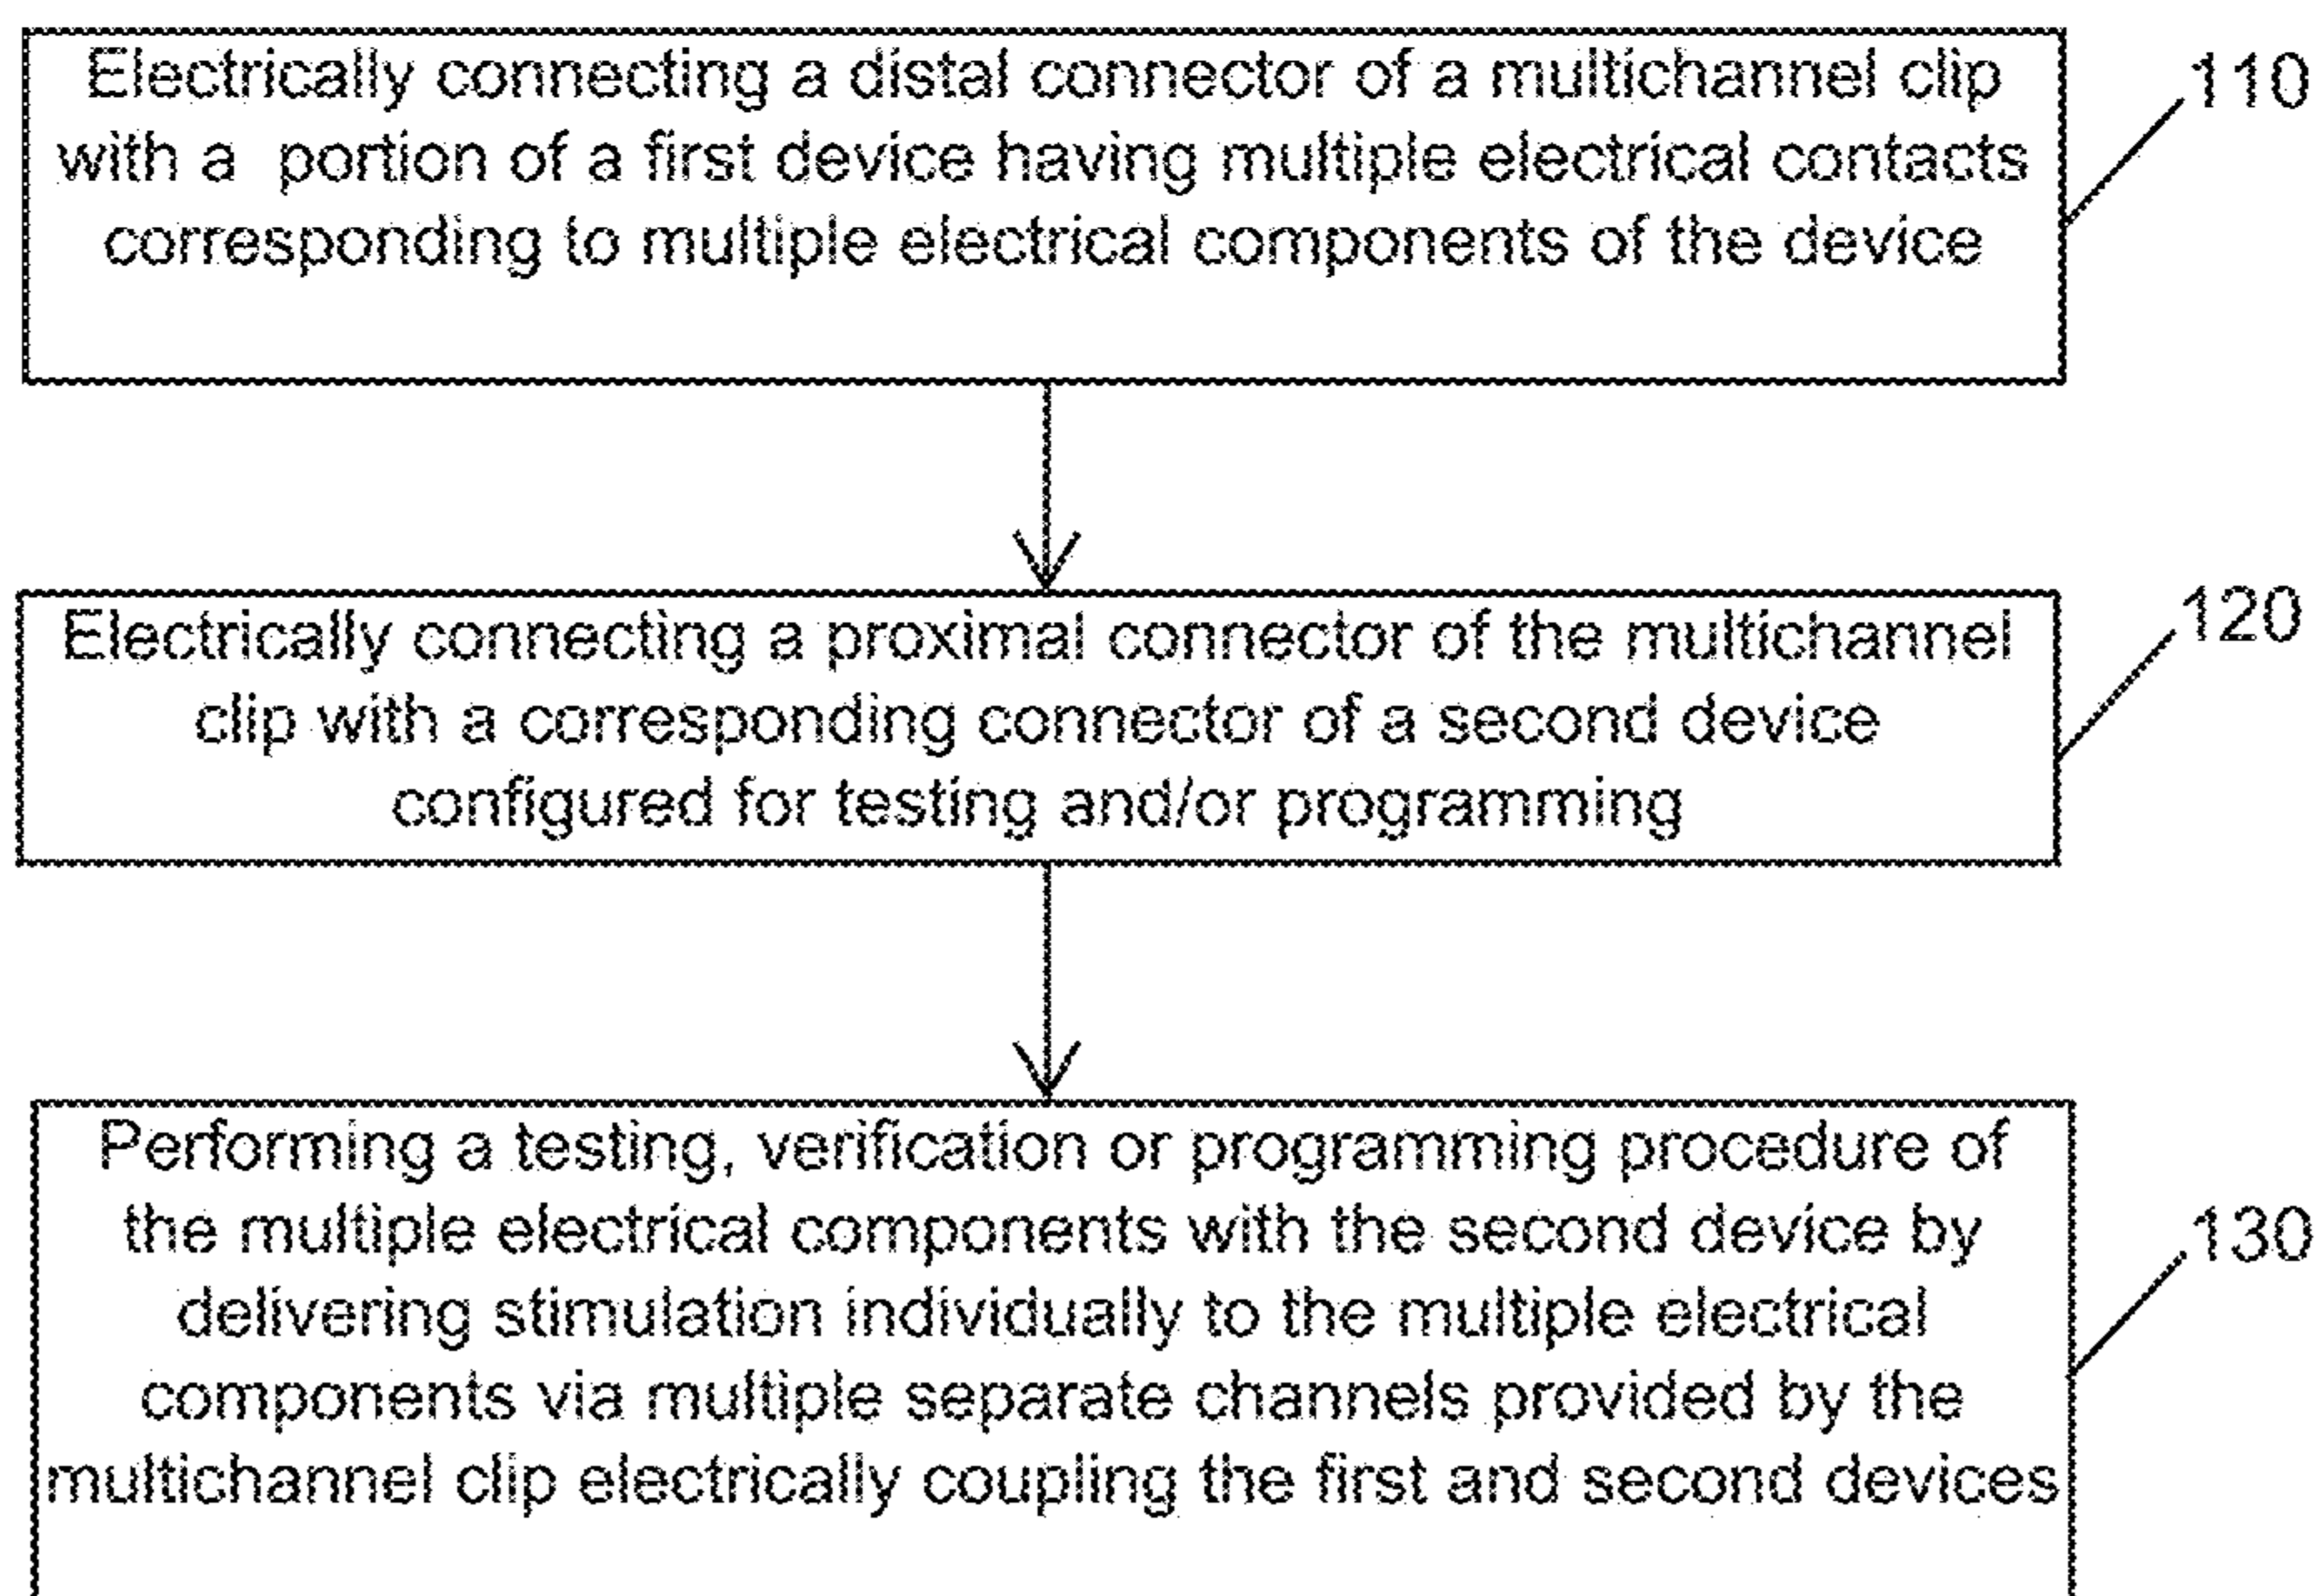 Electrically connecting a distal connector of a multichannel clip
with a portion of a first device having multiple electrical contacts
corresponding to multiple electrical components of the device
110
Electrically connecting a proximal connector of the multichannel
clip with a corresponding connector of a second device
configured for testing and/or programming
120
Performing a testing, verification or programming procedure of
the multiple electrical components with the second device by
delivering stimulation individually to the multiple electrical
components via multiple separate channels provided by the
multichannel clip electrically coupling the first and second devices
130